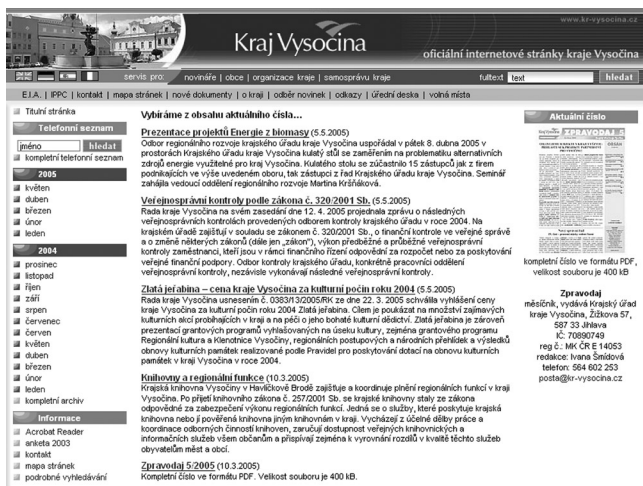 www.kr-vysocina.cz
Kraj Vysočina
oficiální internetové stránky kraje Vysočina
servis pro: novináře | obce | organizace kraje | samosprávu kraje
fulltext text hledat
E.I.A. | IPPC | kontakt | mapa stránek | nové dokumenty | o kraji | odběr novinek | odkazy | úřední deska | volná místa
Titulní stránka
Telefonní seznam
jméno hledat
kompletní telefonní seznam
2005
květen
duben
březen
únor
leden
2004
prosinec
listopad
říjen
září
srpen
červenec
červen
květen
duben
březen
únor
leden
kompletní archiv
Informace
Acrobat Reader
anketa 2003
kontakt
mapa stránek
podrobné vyhledávání
Vybíráme z obsahu aktuálního čísla...
Prezentace projektů Energie z biomasy (5.5.2005)
Odbor regionálního rozvoje krajského úřadu kraje Vysočina uspořádal v pátek 8. dubna 2005 v
prostorách Krajského úřadu kraje Vysočina kulatý stůl se zaměřením na problematiku alternativních
zdrojů energie využitelné pro kraj Vysočina. Kulatého stolu se zúčastnilo 15 zástupců jak z firem
podnikajících ve výše uvedeném oboru, tak zástupci z řad Krajského úřadu kraje Vysočina. Seminář
zahájila vedoucí oddělení regionálního rozvoje Martina Kršňáková.
Veřejnosprávní kontroly podle zákona č. 320/2001 Sb. (5.5.2005)
Rada kraje Vysočina na svém zasedání dne 12. 4. 2005 projednala zprávu o následných
veřejnosprávních kontrolách provedených odborem kontroly krajského úřadu v roce 2004. Na
krajském úřadě zajišťují v souladu se zákonem č. 320/2001 Sb., o finanční kontrole ve veřejné správě
a o změně některých zákonů (dále jen „zákon"), výkon předběžné a průběžné veřejnosprávní
kontroly zaměstnanci, kteří jsou v rámci finančního řízení odpovědní za rozpočet nebo za poskytování
veřejné finanční podpory. Odbor kontroly krajského úřadu, konkrétně pracovníci oddělení
veřejnosprávní kontroly, nezávisle vykonávají následné veřejnosprávní kontroly.
Zlatá jeřabina – cena kraje Vysočina za kulturní počin roku 2004 (5.5.2005)
Rada kraje Vysočina usnesením č. 0383/13/2005/RK ze dne 22. 3. 2005 schválila vyhlášení ceny
kraje Vysočina za kulturní počin roku 2004 Zlatá jeřabina. Cílem je poukázat na množství zajímavých
kulturních akcí probíhajících v kraji a na péči o jeho bohaté kulturní dědictví. Zlatá jeřabina je zároveň
prezentací grantových programů vyhlašovaných na úseku kultury, zejména grantového programu
Regionální kultura a Klenotnice Vysočiny, regionálních postupových a národních přehlídek a výsledků
obnovy kulturních památek realizované podle Pravidel pro poskytování dotací na obnovu kulturních
památek v kraji Vysočina v roce 2004.
Knihovny a regionální funkce (10.3.2005)
Krajská knihovna Vysočiny v Havlíčkově Brodě zajišťuje a koordinuje plnění regionálních funkcí v kraji
Vysočina. Po přijetí knihovního zákona č. 257/2001 Sb. se krajské knihovny staly ze zákona
odpovědné za zabezpečení výkonu regionálních funkcí. Jedná se o služby, které poskytuje krajská
knihovna nebo jí pověřená knihovna jiným knihovnám v kraji. Vycházejí z účelné dělby práce a
koordinace odborných činností knihoven, zaručují dostupnost veřejných knihovnických a
informačních služeb všem občanům a přispívají zejména k vyrovnání rozdílů v kvalitě těchto služeb
obyvatelům měst a obcí.
Zpravodaj 5/2005 (10.3.2005)
Kompletní číslo ve formátu PDF. Velikost souboru je 400 kB.
Aktuální číslo
ZPRAVODAJ
OBSAH
kompletní číslo ve formátu PDF,
velikost souboru je 400 kB
Zpravodaj
měsíčník, vydává Krajský úřad
kraje Vysočina, Žižkova 57,
587 33 Jihlava
IČ: 70890749
reg č.: MK ČR E 14053
redakce: Ivana Šmídová
telefon: 564 602 253
posta@kr-vysocina.cz